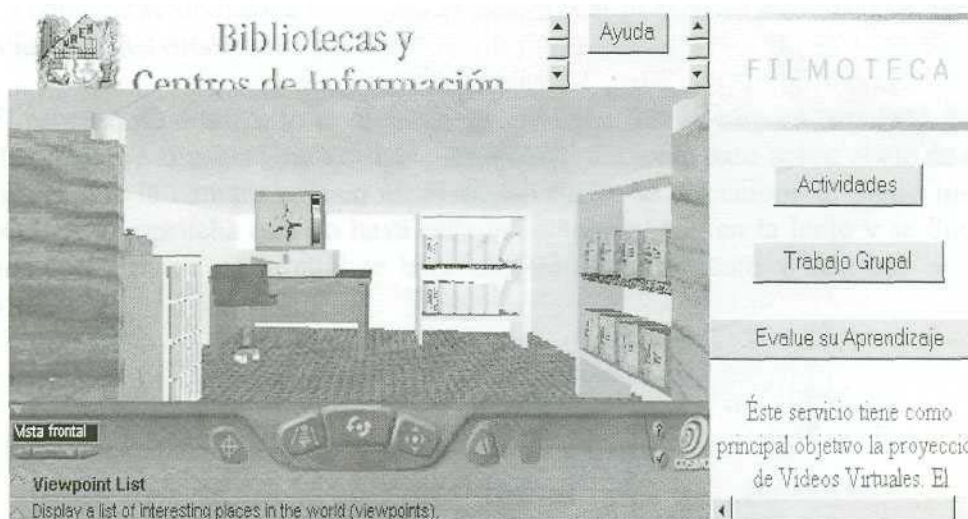 Bibliotecas y
Centros de Información
Ayuda
FILMOTECA
Actividades
Trabajo Grupal
Evalue su Aprendizaje
Éste servicio tiene como
principal objetivo la proyecció
de Videos Virtuales. El
Vista frontal
Viewpoint List
Display a list of interesting places in the world (viewpoints).